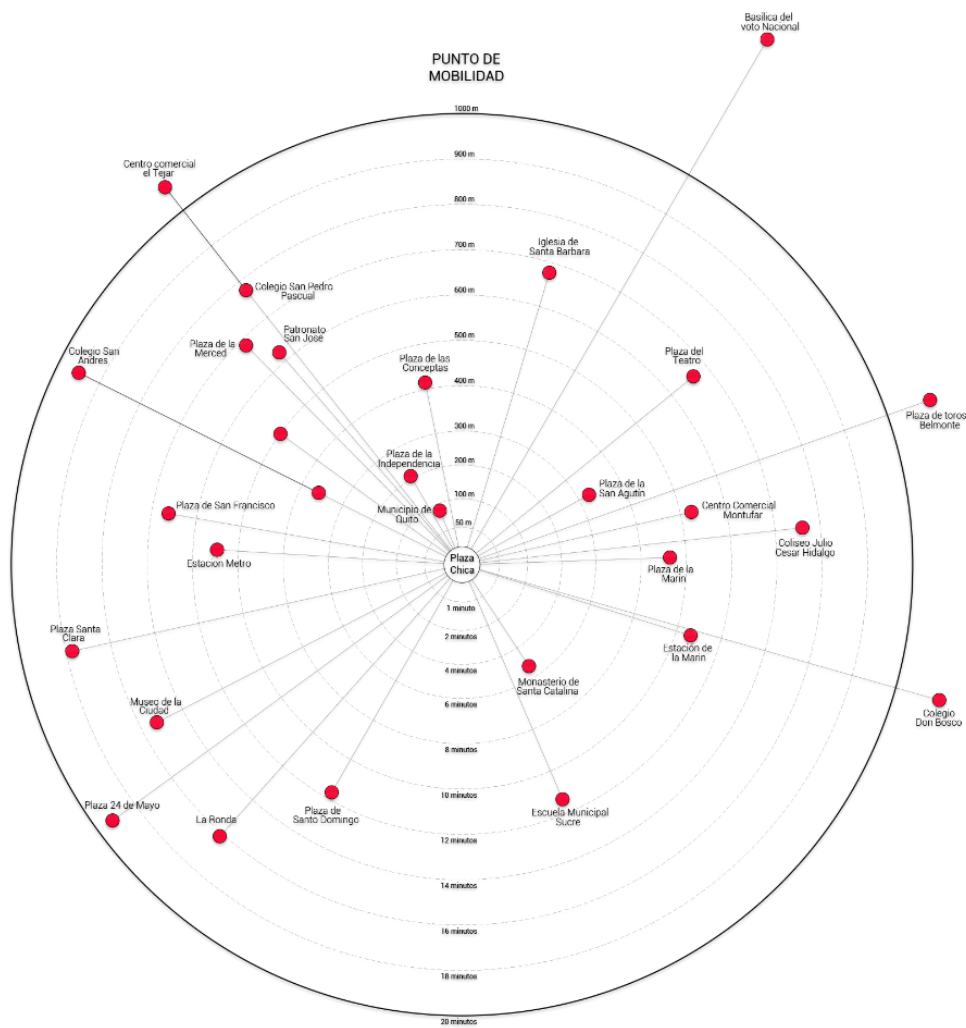 Basílica del
voto Nacional
PUNTO DE
MOBILIDAD
1000 m
900 m
Centro comercial
el Tejar
800 m
Iglesia de
Santa Barbara
700 m
Colegio San Pedro
Pascual
600 m
Patronato
San Jose
Plaza de la
Merced
500 m
Colegio San
Andres
Plaza de las
Conceptas
Plaza del
Teatro
400 m
Plaza de toros
Belmonte
300 m
Plaza de la
Independencia
200 m
Plaza de la
San Agutín
100 m
Plaza de San Francisco
Municipio de
Quito
Centro Comercial
Montufar
50 m
Coliseo Julio
Cesar Hidalgo
Estación Metro
Plaza
Chica
Plaza de la
Marin
1 minuto
Plaza Santa
Clara
2 minutos
Estación de
la Marin
4 minutos
Monasterio de
Santa Catalina
Museo de la
Ciudad
6 minutos
Colegio
Don Bosco
8 minutos
10 minutos
Plaza 24 de Mayo
La Ronda
Plaza de
Santo Domingo
Escuela Municipal
Sucre
12 minutos
14 minutos
16 minutos
18 minutos
20 minutos